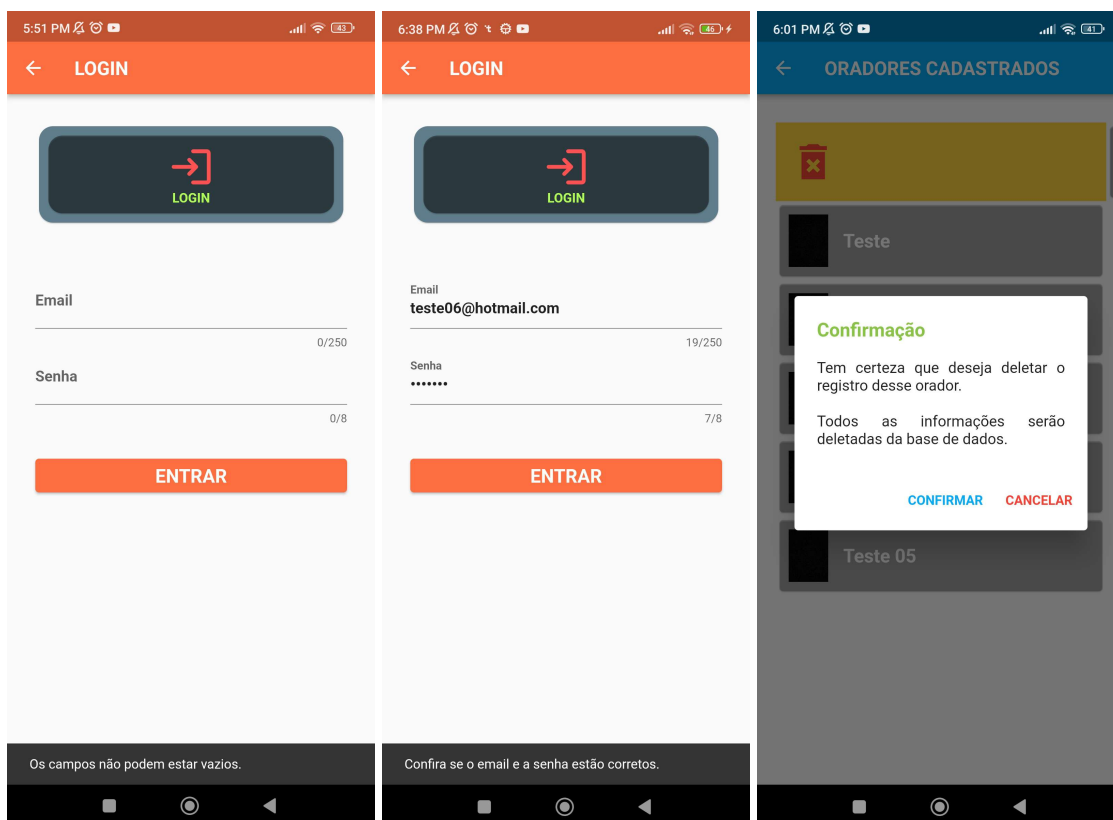 5:51 PM
43
LOGIN
LOGIN
Email
0/250
Senha
0/8
ENTRAR
Os campos não podem estar vazios.
6:38 PM
46
LOGIN
LOGIN
Email
teste06@hotmail.com
19/250
Senha
•••••••
7/8
ENTRAR
Confira se o email e a senha estão corretos.
6:01 PM
41
ORADORES CADASTRADOS
Teste
Confirmação
Tem certeza que deseja deletar o
registro desse orador.
Todos as informações serão
deletadas da base de dados.
CONFIRMAR CANCELAR
Teste 05